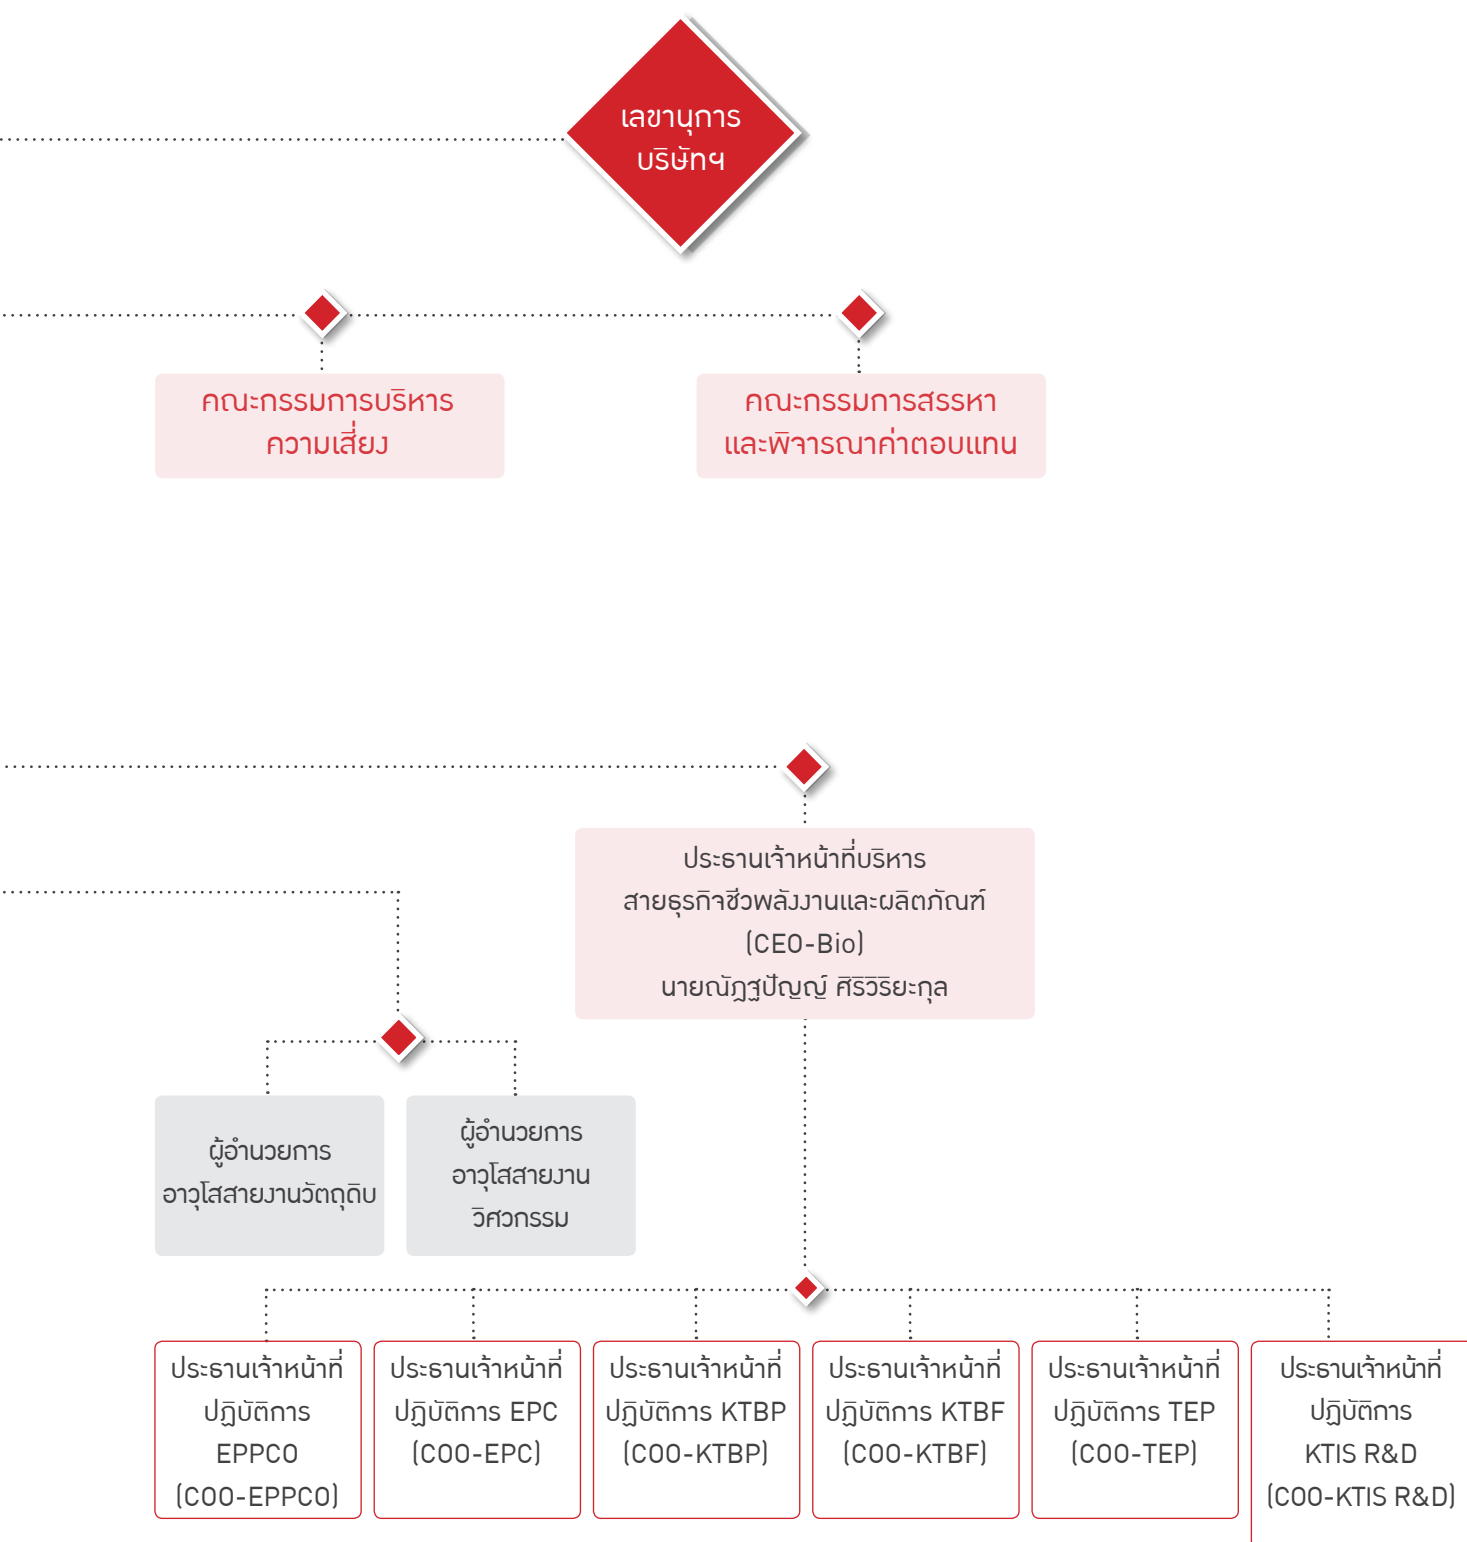 เลขานุการ
บริษัทฯ
คณะกรรมการบริหาร
ความเสี่ยง
คณะกรรมการสรรหา
และพิจารณาค่าตอบแทน
ประธานเจ้าหน้าที่บริหาร
สายธุรกิจชีวพลังงานและผลิตภัณฑ์
(CEO-Bio)
นายณัฎฐปัญญ์ ศิริวิริยะกุล
ผู้อำนวยการ
อาวุโสสายงานวัตถุดิบ
ผู้อำนวยการ
อาวุโสสายงาน
วิศวกรรม
ประธานเจ้าหน้าที่
ปฏิบัติการ
EPPCO
(COO-EPPCO)
ประธานเจ้าหน้าที่
ปฏิบัติการ EPC
(COO-EPC)
ประธานเจ้าหน้าที่
ปฏิบัติการ KTBP
(COO-KTBP)
ประธานเจ้าหน้าที่
ปฏิบัติการ KTBF
(COO-KTBF)
ประธานเจ้าหน้าที่
ปฏิบัติการ TEP
(COO-TEP)
ประธานเจ้าหน้าที่
ปฏิบัติการ
KTIS R&D
(COO-KTIS R&D)